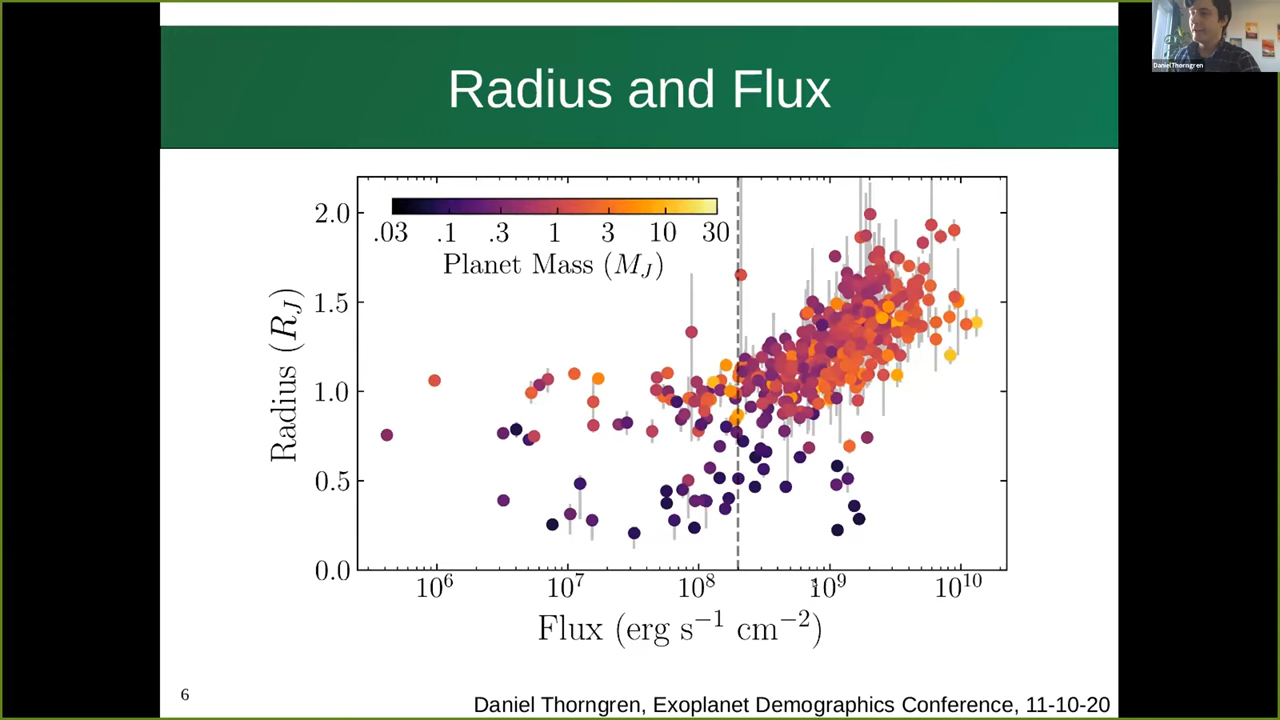 DanielThorngren
Radius and Flux
2.0
1.5
1.0
0.5
0.0
Radius (R_J)
.03 .1 .3 1 3 10 30
Planet Mass (M_J)
10^6 10^7 10^8 10^9 10^10
Flux (erg s^−1 cm^−2)
6
Daniel Thorngren, Exoplanet Demographics Conference, 11-10-20